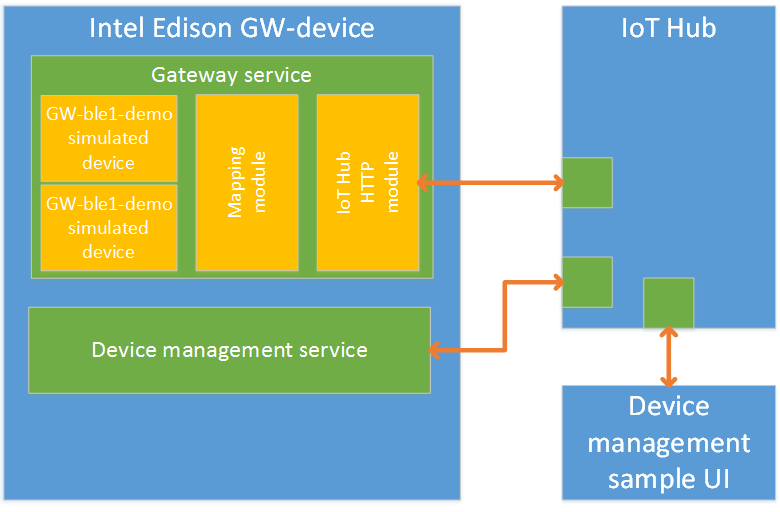 Intel Edison GW-device
Gateway service
GW-ble1-demo
simulated
device
GW-ble1-demo
simulated
device
Mapping
module
IoT Hub
HTTP
module
Device management service
IoT Hub
Device
management
sample UI